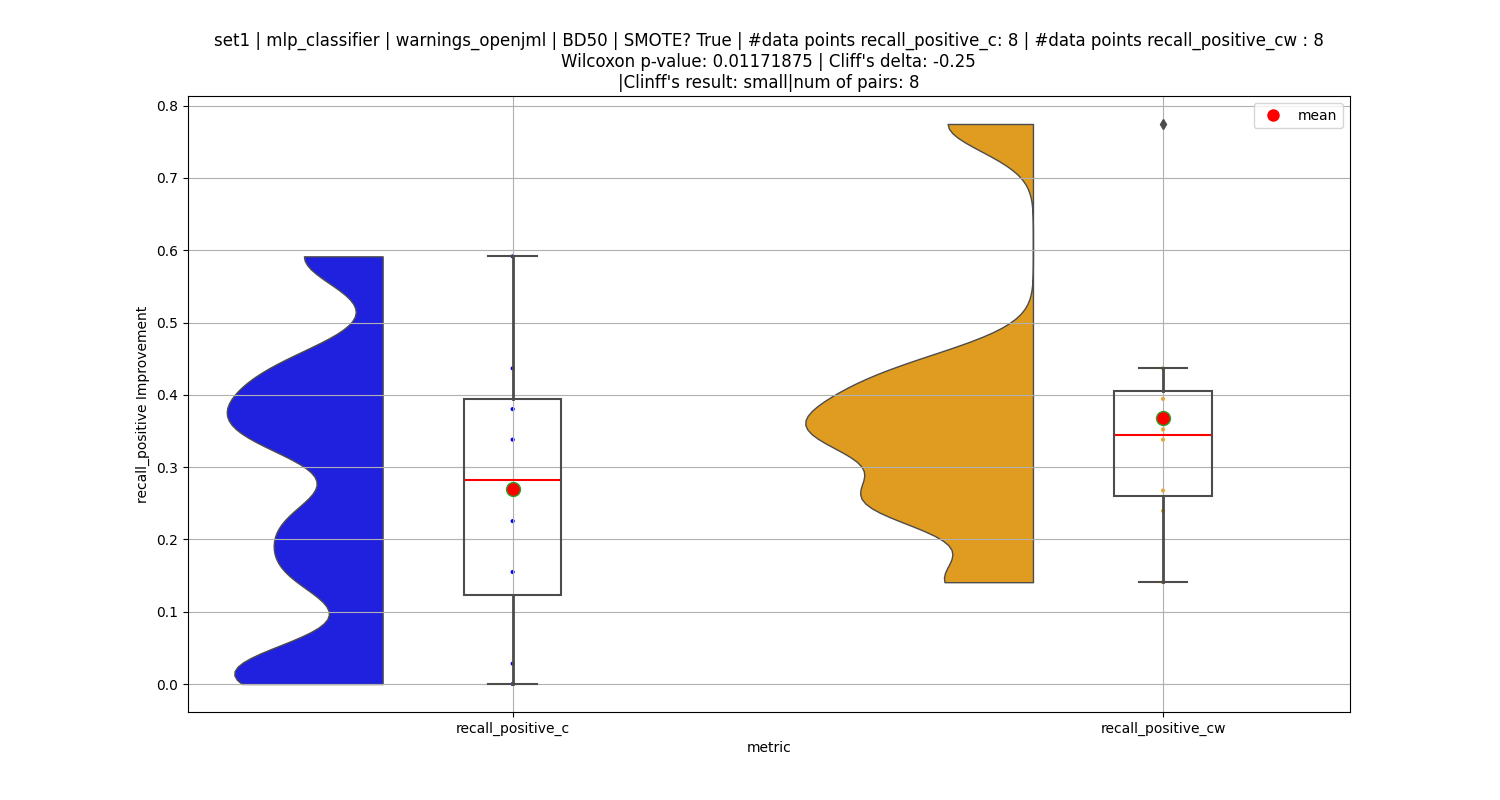 set1 | mlp_classifier | warnings_openjml | BD50 | SMOTE? True | #data points recall_positive_c: 8 | #data points recall_positive_cw : 8
Wilcoxon p-value: 0.01171875 | Cliff's delta: -0.25
|Clinff's result: small|num of pairs: 8
mean
0.8
0.7
0.6
0.5
0.4
0.3
0.2
0.1
0.0
recall_positive Improvement
recall_positive_c
recall_positive_cw
metric